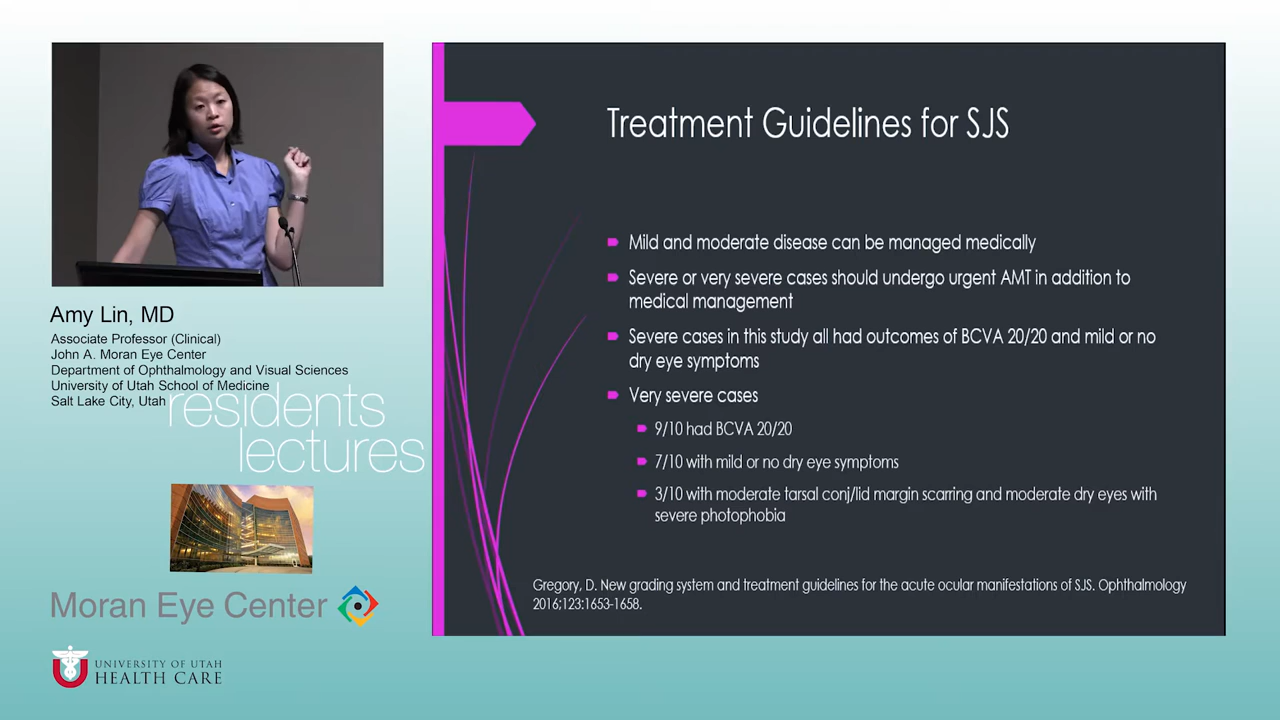 Amy Lin, MD
Associate Professor (Clinical)
John A. Moran Eye Center
Department of Ophthalmology and Visual Sciences
University of Utah School of Medicine
Salt Lake City, Utah
residents
lectures
Moran Eye Center
UNIVERSITY OF UTAH
HEALTH CARE
Treatment Guidelines for SJS
Mild and moderate disease can be managed medically
Severe or very severe cases should undergo urgent AMT in addition to
medical management
Severe cases in this study all had outcomes of BCVA 20/20 and mild or no
dry eye symptoms
Very severe cases
9/10 had BCVA 20/20
7/10 with mild or no dry eye symptoms
3/10 with moderate tarsal conj/lid margin scarring and moderate dry eyes with
severe photophobia
Gregory, D. New grading system and treatment guidelines for the acute ocular manifestations of SJS. Ophthalmology
2016;123:1653-1658.